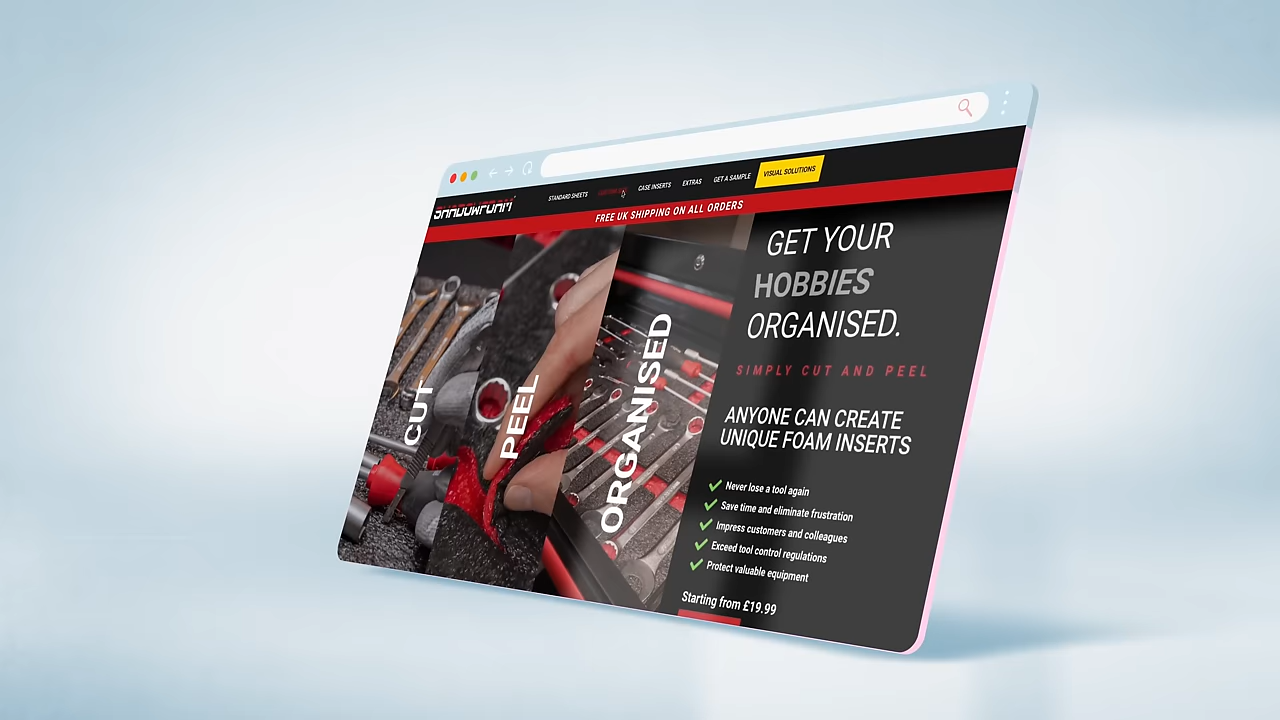 SHADOWFOAM
STANDARD SHEETS
CASE INSERTS
EXTRAS
GET A SAMPLE
VISUAL SOLUTIONS
FREE UK SHIPPING ON ALL ORDERS
CUT
PEEL
ORGANISED
GET YOUR
HOBBIES
ORGANISED.
SIMPLY CUT AND PEEL
ANYONE CAN CREATE
UNIQUE FOAM INSERTS
Never lose a tool again
Save time and eliminate frustration
Impress customers and colleagues
Exceed tool control regulations
Protect valuable equipment
Starting from £19.99